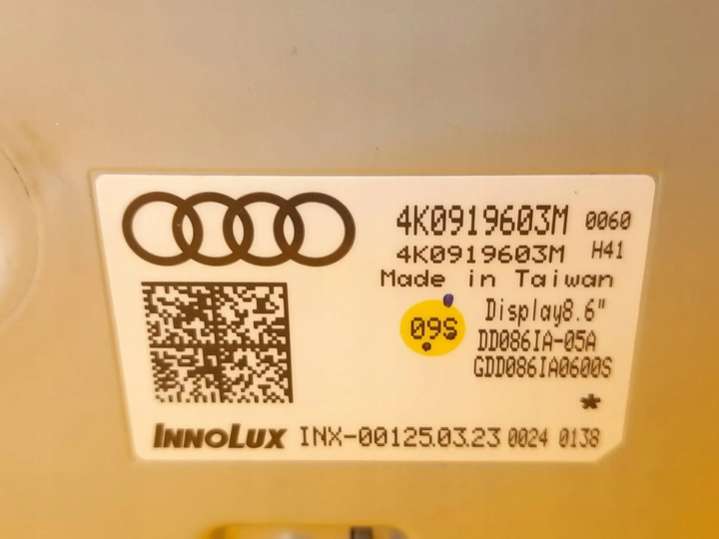 4K0919603M 0060
4K0919603M H41
Made in Taiwan
09S
Display8.6"
DD086IA-05A
GDD086IA0600S
*
INNOLUX INX-00125.03.23 0024 0138